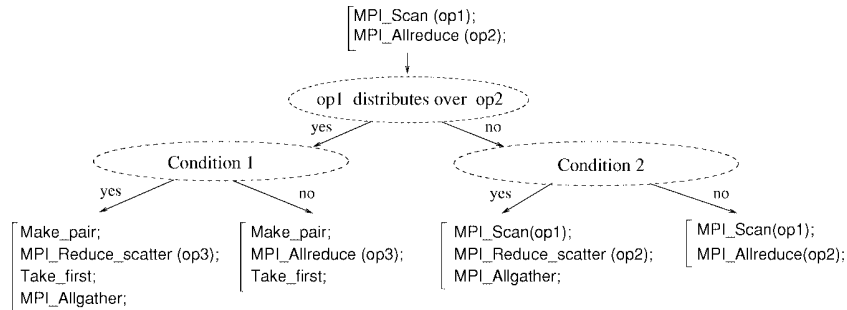 MPI_Scan (op1);
MPI_Allreduce (op2);
op1 distributes over op2
yes
no
Condition 1
Condition 2
yes
no
yes
no
Make_pair;
MPI_Reduce_scatter (op3);
Take_first;
MPI_Allgather;
Make_pair;
MPI_Allreduce (op3);
Take_first;
MPI_Scan(op1);
MPI_Reduce_scatter (op2);
MPI_Allgather;
MPI_Scan(op1);
MPI_Allreduce(op2);